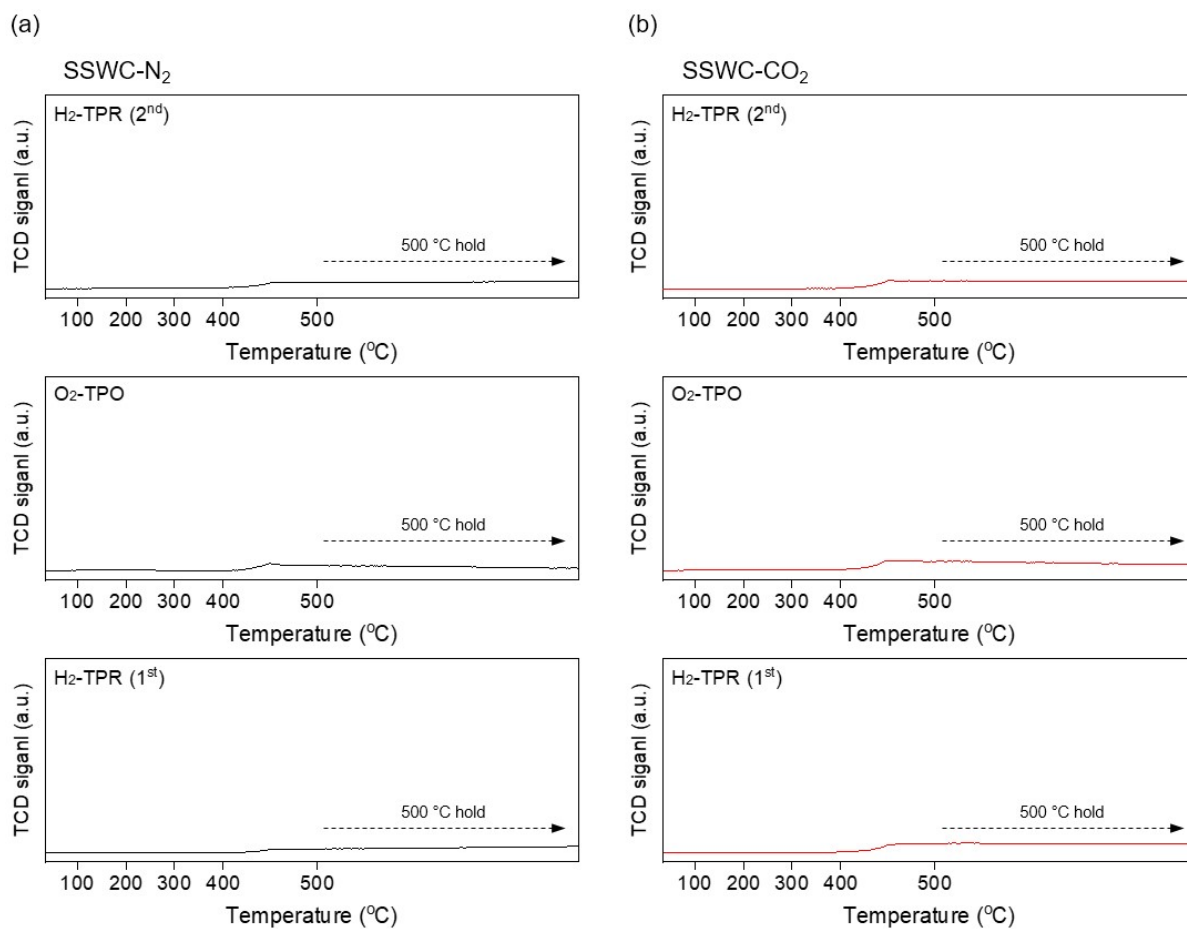 (a)
SSWC-N₂
H₂-TPR (2ⁿᵈ)
TCD siganl (a.u.)
500 °C hold
100 200 300 400 500
Temperature (°C)
O₂-TPO
TCD siganl (a.u.)
500 °C hold
100 200 300 400 500
Temperature (°C)
H₂-TPR (1ˢᵗ)
TCD siganl (a.u.)
500 °C hold
100 200 300 400 500
Temperature (°C)
(b)
SSWC-CO₂
H₂-TPR (2ⁿᵈ)
TCD siganl (a.u.)
500 °C hold
100 200 300 400 500
Temperature (°C)
O₂-TPO
TCD siganl (a.u.)
500 °C hold
100 200 300 400 500
Temperature (°C)
H₂-TPR (1ˢᵗ)
TCD siganl (a.u.)
500 °C hold
100 200 300 400 500
Temperature (°C)